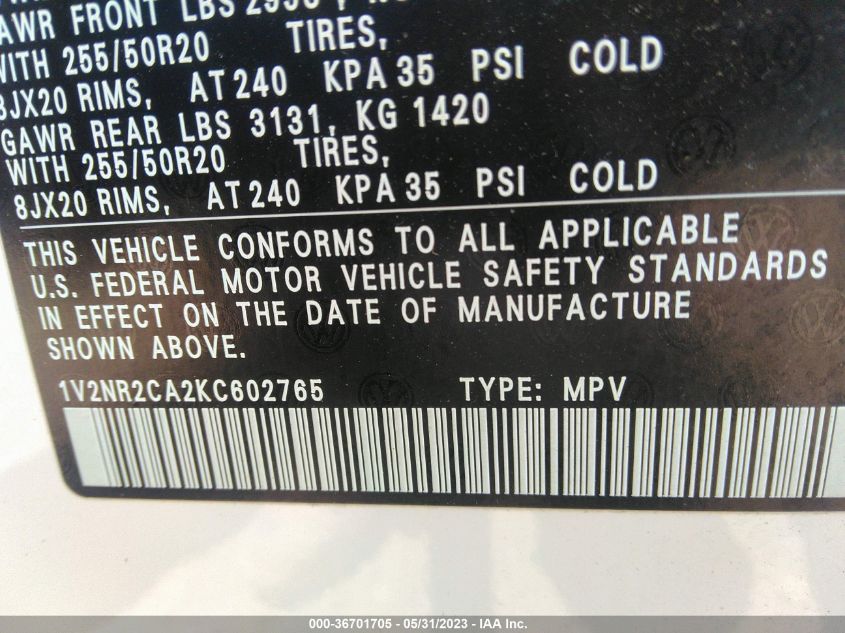 AWR FRONT LBS
WITH 255/50R20 TIRES,
8JX20 RIMS, AT 240 KPA 35 PSI COLD
GAWR REAR LBS 3131, KG 1420
WITH 255/50R20 TIRES,
8JX20 RIMS, AT 240 KPA 35 PSI COLD
THIS VEHICLE CONFORMS TO ALL APPLICABLE
U.S. FEDERAL MOTOR VEHICLE SAFETY STANDARDS
IN EFFECT ON THE DATE OF MANUFACTURE
SHOWN ABOVE.
1V2NR2CA2KC602765 TYPE: MPV
000-36701705 - 05/31/2023 - IAA Inc.